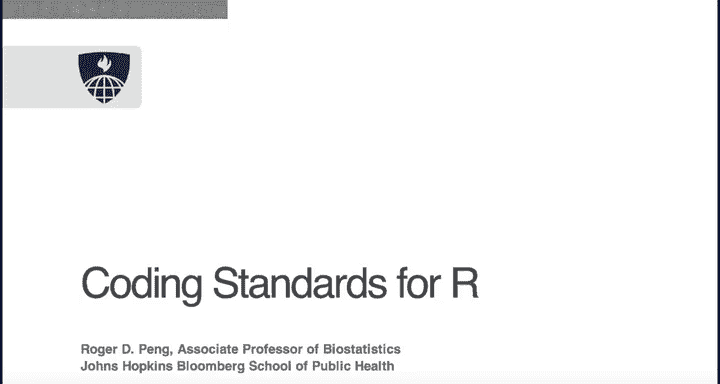 Coding Standards for R
Roger D. Peng, Associate Professor of Biostatistics
Johns Hopkins Bloomberg School of Public Health